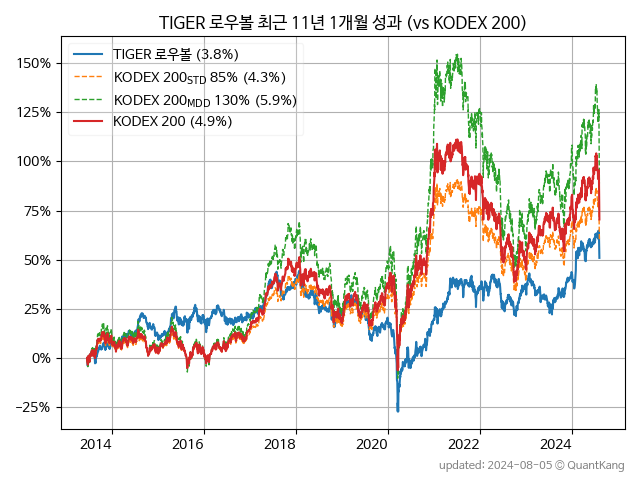 TIGER 로우볼 최근 11년 1개월 성과 (vs KODEX 200)
TIGER 로우볼 (3.8%)
KODEX 200STD 85% (4.3%)
KODEX 200MDD 130% (5.9%)
KODEX 200 (4.9%)
150%
125%
100%
75%
50%
25%
0%
−25%
2014 2016 2018 2020 2022 2024
updated: 2024-08-05 © QuantKang